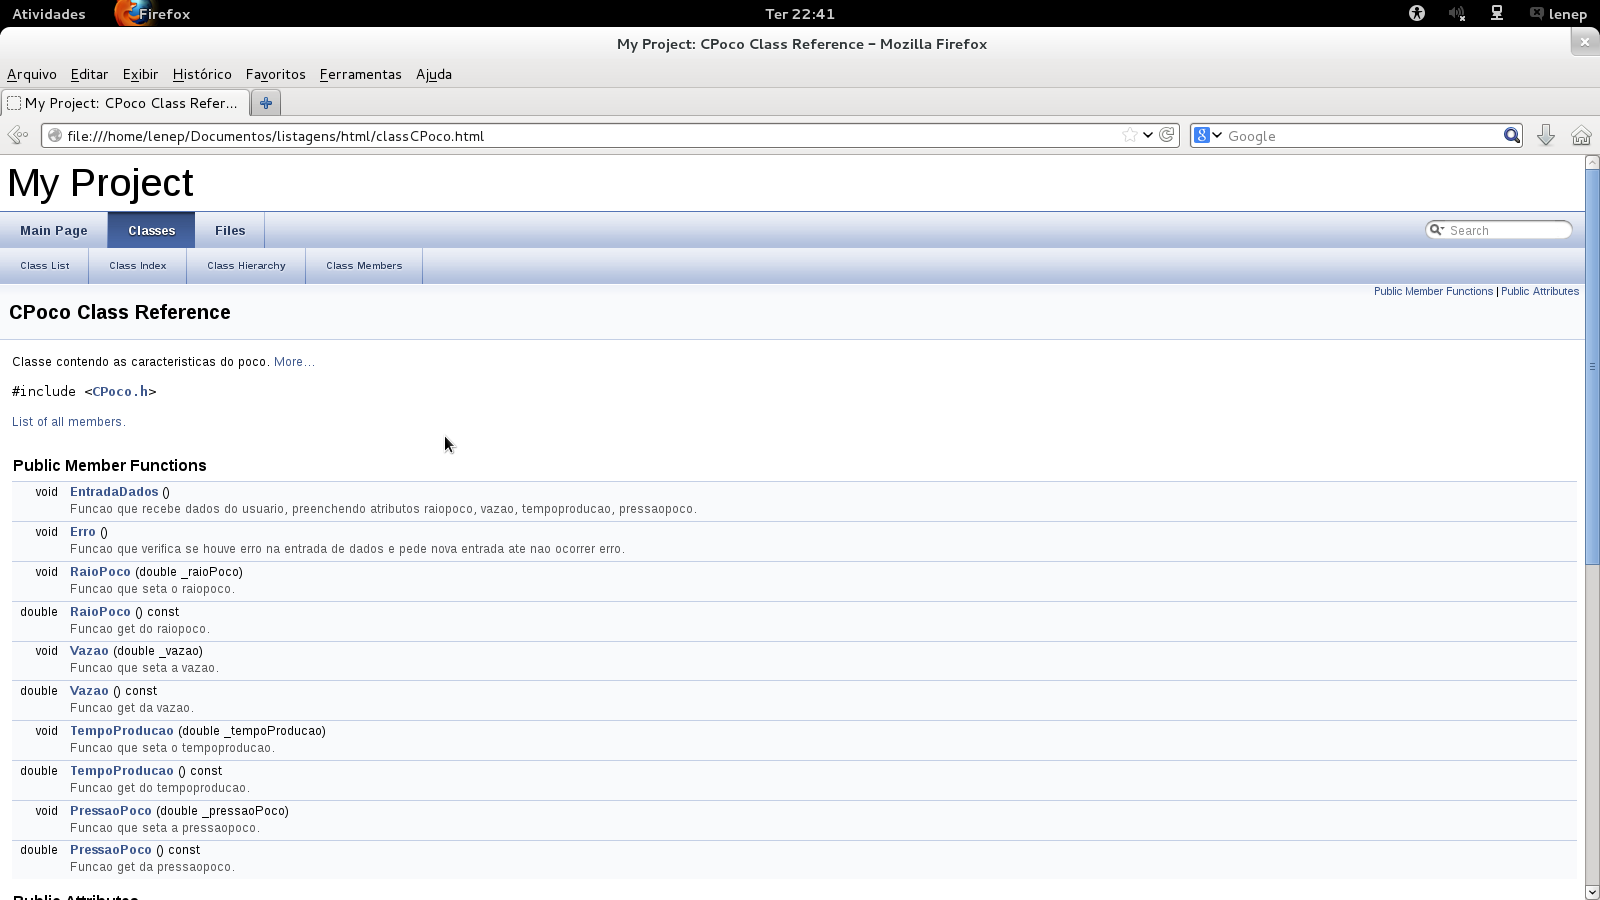 Atividades Firefox Ter 22:41 lenep
My Project: CPoco Class Reference - Mozilla Firefox
Arquivo Editar Exibir Histórico Favoritos Ferramentas Ajuda
My Project: CPoco Class Refer...
file:///home/lenep/Documentos/listagens/html/classCPoco.html Google
My Project
Main Page Classes Files Search
Class List Class Index Class Hierarchy Class Members
Public Member Functions | Public Attributes
CPoco Class Reference
Classe contendo as caracteristicas do poco. More...
#include <CPoco.h>
List of all members.
Public Member Functions
void EntradaDados ()
Funcao que recebe dados do usuario, preenchendo atributos raiopoco, vazao, tempoproducao, pressaopoco.
void Erro ()
Funcao que verifica se houve erro na entrada de dados e pede nova entrada ate nao ocorrer erro.
void RaioPoco (double _raioPoco)
Funcao que seta o raiopoco.
double RaioPoco () const
Funcao get do raiopoco.
void Vazao (double _vazao)
Funcao que seta a vazao.
double Vazao () const
Funcao get da vazao.
void TempoProducao (double _tempoProducao)
Funcao que seta o tempoproducao.
double TempoProducao () const
Funcao get do tempoproducao.
void PressaoPoco (double _pressaoPoco)
Funcao que seta a pressaopoco.
double PressaoPoco () const
Funcao get da pressaopoco.
Public Attributes